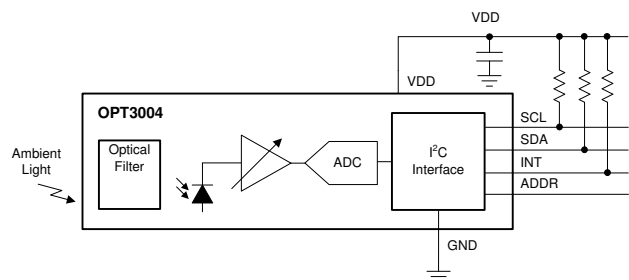 VDD
VDD
OPT3004
Optical
Filter
Ambient
Light
ADC
I²C
Interface
SCL
SDA
INT
ADDR
GND